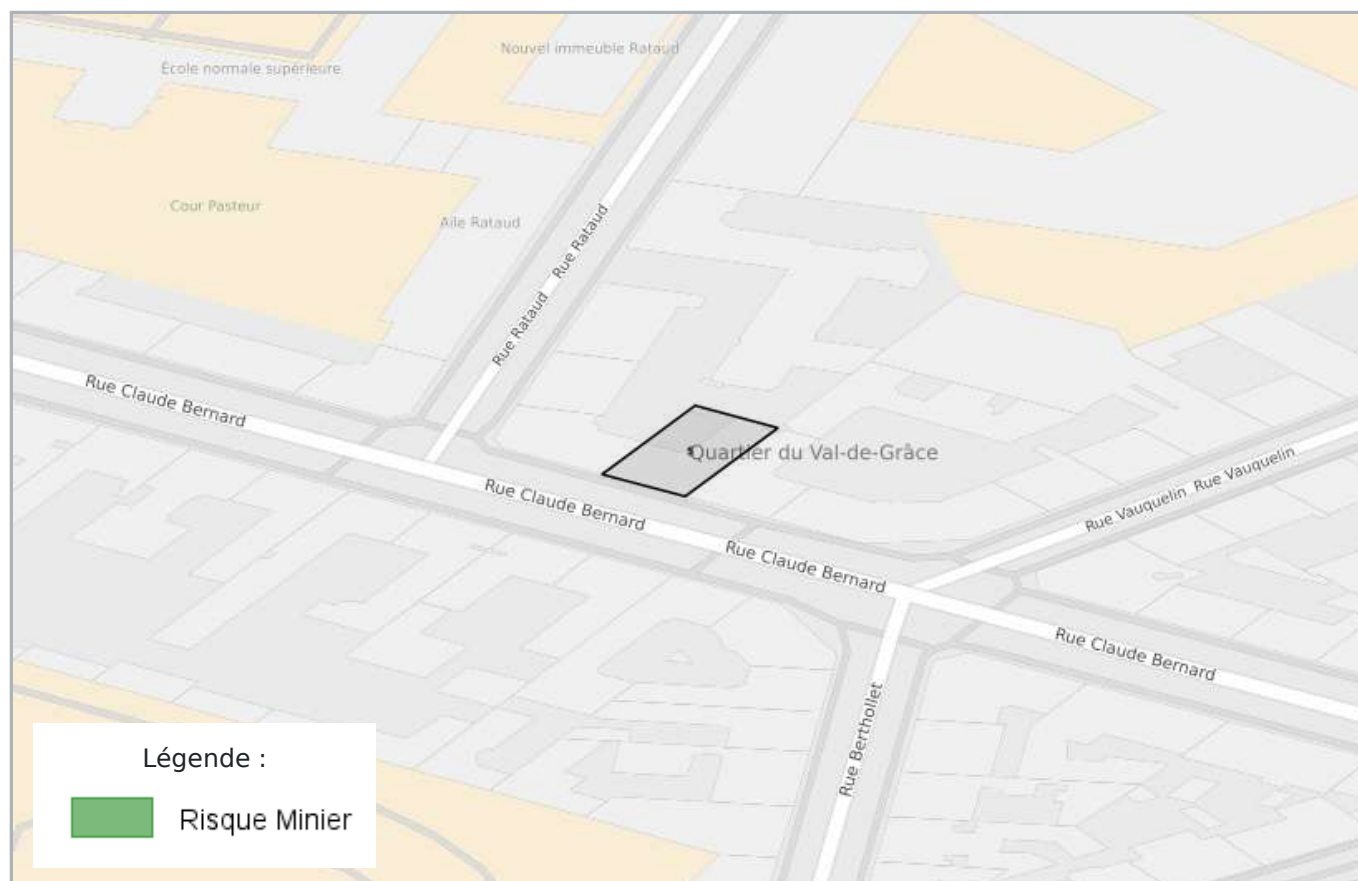 Nouvel immeuble Rataud
École normale supérieure
Cour Pasteur
Aile Rataud
Rue Rataud
Rue Rataud
Rue Claude Bernard
Quartier du Val-de-Grâce
Rue Claude Bernard
Rue Vauquelin
Rue Vauquelin
Rue Claude Bernard
Rue Claude Bernard
Rue Berthollet
Légende :
Risque Minier